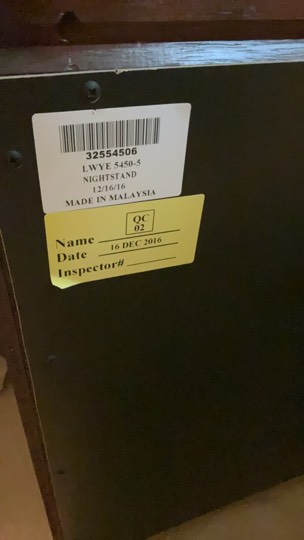 32554506
LWYE 5450-5
NIGHTSTAND
12/16/16
MADE IN MALAYSIA
QC
02
Name
Date 16 DEC 2016
Inspector#